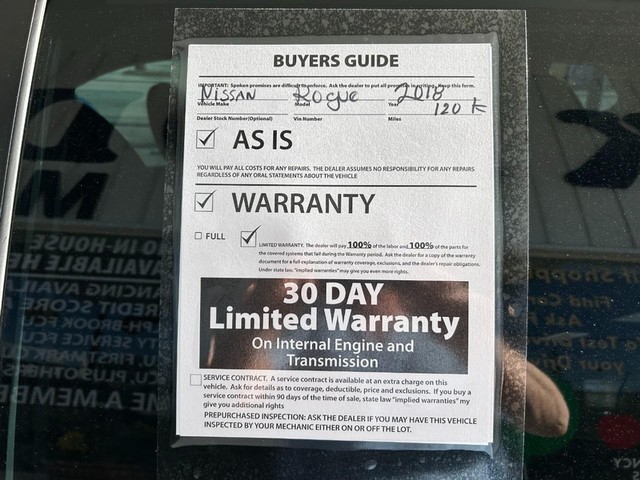 BUYERS GUIDE
IMPORTANT: Spoken promises are difficult to enforce. Ask the dealer to put all promises in writing. Keep this form.
Nissan Rogue 2018
Vehicle Make Model Year
120 K
Dealer Stock Number(Optional) Vin Number Miles
AS IS
YOU WILL PAY ALL COSTS FOR ANY REPAIRS. THE DEALER ASSUMES NO RESPONSIBILITY FOR ANY REPAIRS
REGARDLESS OF ANY ORAL STATEMENTS ABOUT THE VEHICLE
WARRANTY
FULL
LIMITED WARRANTY. The dealer will pay 100% of the labor and 100% of the parts for
the covered systems that fail during the Warranty period. Ask the dealer for a copy of the warranty
document for a full explanation of warranty coverage, exclusions, and the dealer's repair obligations.
Under state law. "implied warranties" may give you even more rights.
30 DAY
Limited Warranty
On Internal Engine and
Transmission
SERVICE CONTRACT. A service contract is available at an extra charge on this
vehicle. Ask for details as to coverage, deductible, price and exclusions. If you buy a
service contract within 90 days of the time of sale, state law "implied warranties" my
give you additional rights
PREPURCHASED INSPECTION: ASK THE DEALER IF YOU MAY HAVE THIS VEHICLE
INSPECTED BY YOUR MECHANIC EITHER ON OR OFF THE LOT.